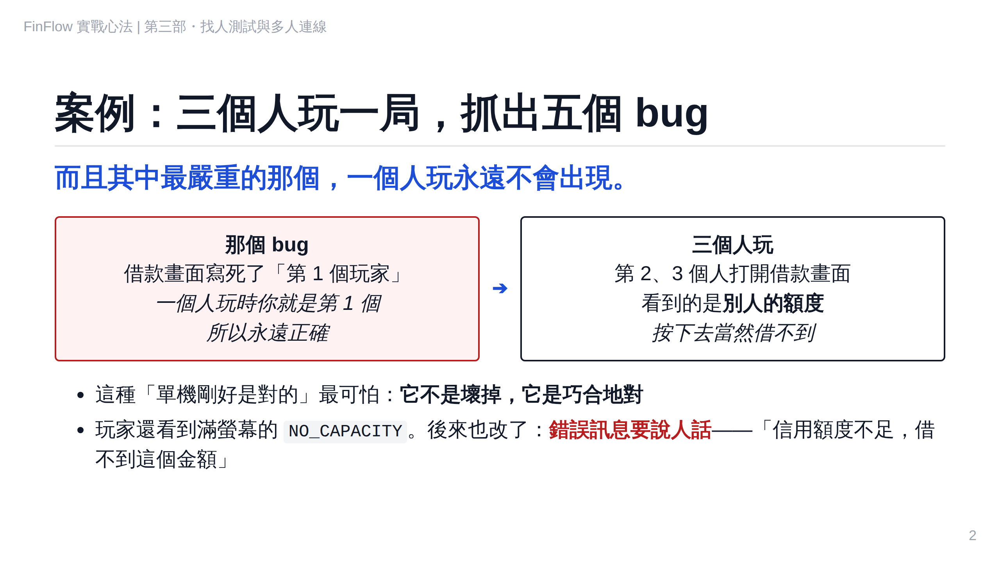 FinFlow 實戰心法 | 第三部・找人測試與多人連線
案例：三個人玩一局，抓出五個 bug
而且其中最嚴重的那個，一個人玩永遠不會出現。
那個 bug
借款畫面寫死了「第 1 個玩家」
一個人玩時你就是第 1 個
所以永遠正確
➔
三個人玩
第 2、3 個人打開借款畫面
看到的是別人的額度
按下去當然借不到
• 這種「單機剛好是對的」最可怕：它不是壞掉，它是巧合地對
• 玩家還看到滿螢幕的 NO_CAPACITY。後來也改了：錯誤訊息要說人話——「信用額度不足，借
不到這個金額」
2